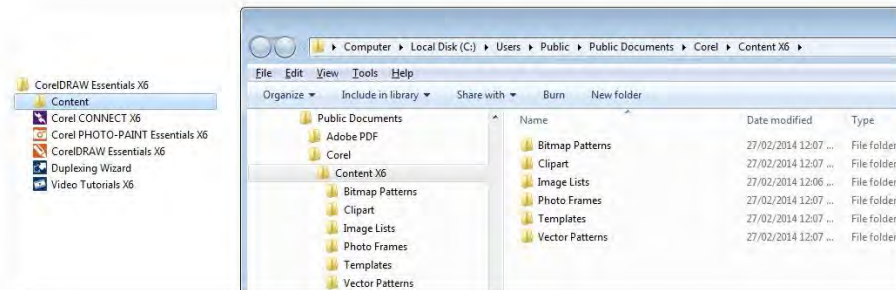 CorelDRAW Essentials X6
Content
Corel CONNECT X6
Corel PHOTO-PAINT Essentials X6
CorelDRAW Essentials X6
Duplexing Wizard
Video Tutorials X6
Computer Local Disk (C:) Users Public Public Documents Corel Content X6
File Edit View Tools Help
Organize Include in library Share with Burn New folder
Public Documents
Adobe PDF
Corel
Content X6
Bitmap Patterns
Clipart
Image Lists
Photo Frames
Templates
Vector Patterns
Name Date modified Type
Bitmap Patterns 27/02/2014 12:07 ... File folder
Clipart 27/02/2014 12:07 ... File folder
Image Lists 27/02/2014 12:06 ... File folder
Photo Frames 27/02/2014 12:07 ... File folder
Templates 27/02/2014 12:07 ... File folder
Vector Patterns 27/02/2014 12:07 ... File folder